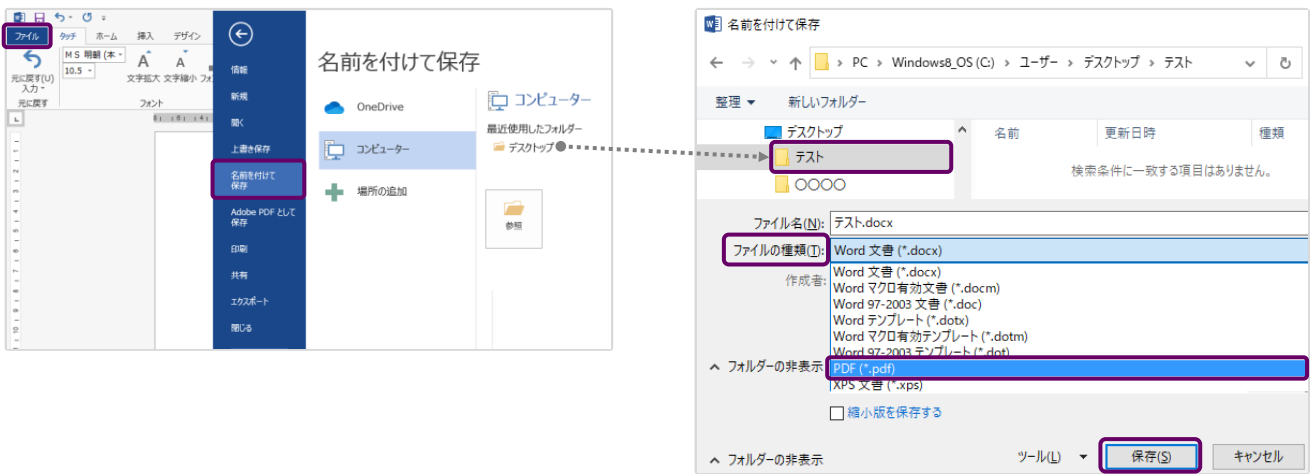 ファイル タッチ ホーム 挿入 デザイン
MS 明朝 (本
10.5
A A
元に戻す(U) 文字拡大 文字縮小 フォ
入力
元に戻す フォント
情報
新規
開く
上書き保存
名前を付けて
保存
Adobe PDF として
保存
印刷
共有
エクスポート
閉じる
名前を付けて保存
OneDrive
コンピューター
場所の追加
コンピューター
最近使用したフォルダー
デスクトップ
参照
名前を付けて保存
PC > Windows8_OS (C:) > ユーザー > デスクトップ > テスト
整理 新しいフォルダー
デスクトップ
テスト
〇〇〇〇
名前 更新日時 種類
検索条件に一致する項目はありません。
ファイル名(N): テスト.docx
ファイルの種類(T): Word 文書 (*.docx)
作成者:
Word 文書 (*.docx)
Word マクロ有効文書 (*.docm)
Word 97-2003 文書 (*.doc)
Word テンプレート (*.dotx)
Word マクロ有効テンプレート (*.dotm)
Word 97-2003 テンプレート (*.dot)
フォルダーの非表示
PDF (*.pdf)
XPS 文書 (*.xps)
縮小版を保存する
フォルダーの非表示 ツール(L) 保存(S) キャンセル